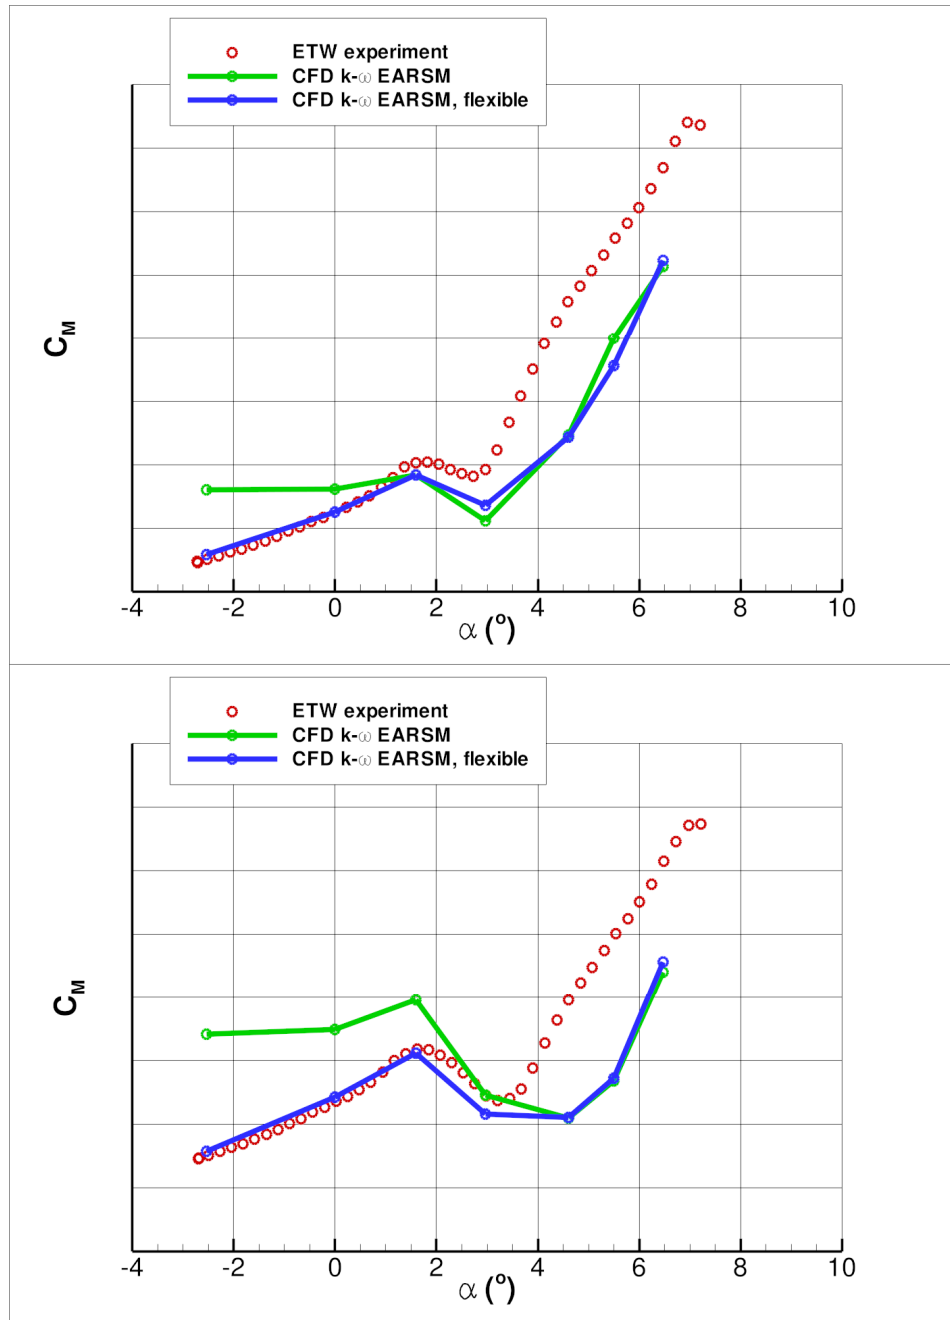 ETW experiment
CFD k-ω EARSM
CFD k-ω EARSM, flexible
C_M
-4 -2 0 2 4 6 8 10
α (º)
ETW experiment
CFD k-ω EARSM
CFD k-ω EARSM, flexible
C_M
-4 -2 0 2 4 6 8 10
α (º)